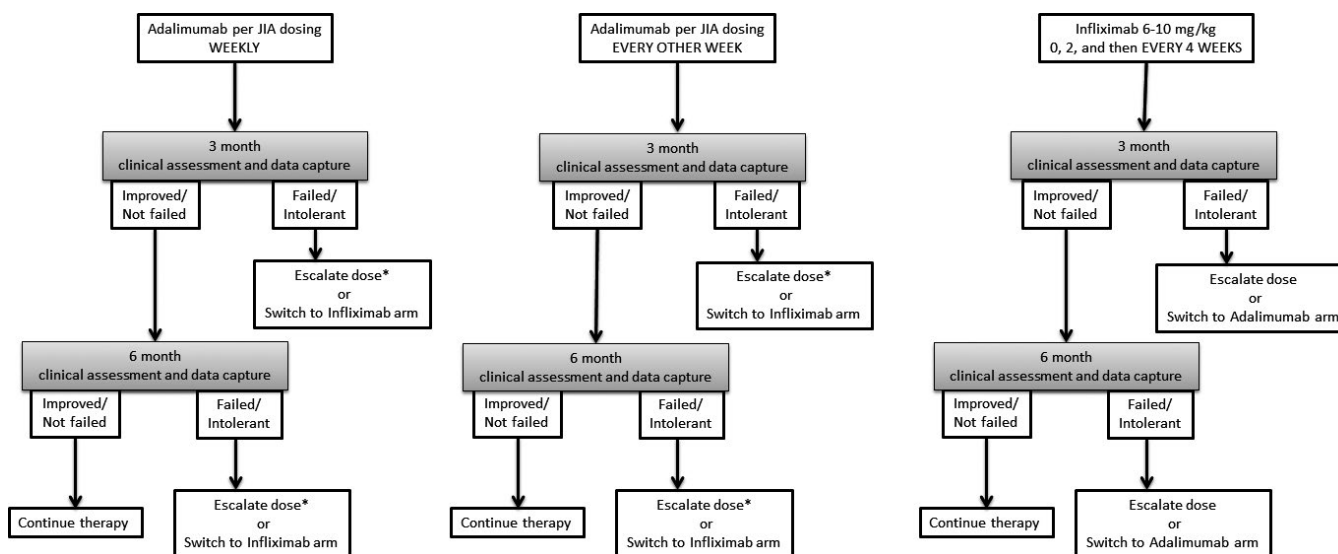 Adalimumab per JIA dosing
WEEKLY
3 month
clinical assessment and data capture
Improved/
Not failed
Failed/
Intolerant
Escalate dose*
or
Switch to Infliximab arm
6 month
clinical assessment and data capture
Improved/
Not failed
Failed/
Intolerant
Continue therapy
Escalate dose*
or
Switch to Infliximab arm
Adalimumab per JIA dosing
EVERY OTHER WEEK
3 month
clinical assessment and data capture
Improved/
Not failed
Failed/
Intolerant
Escalate dose*
or
Switch to Infliximab arm
6 month
clinical assessment and data capture
Improved/
Not failed
Failed/
Intolerant
Continue therapy
Escalate dose*
or
Switch to Infliximab arm
Infliximab 6-10 mg/kg
0, 2, and then EVERY 4 WEEKS
3 month
clinical assessment and data capture
Improved/
Not failed
Failed/
Intolerant
Escalate dose
or
Switch to Adalimumab arm
6 month
clinical assessment and data capture
Improved/
Not failed
Failed/
Intolerant
Continue therapy
Escalate dose
or
Switch to Adalimumab arm